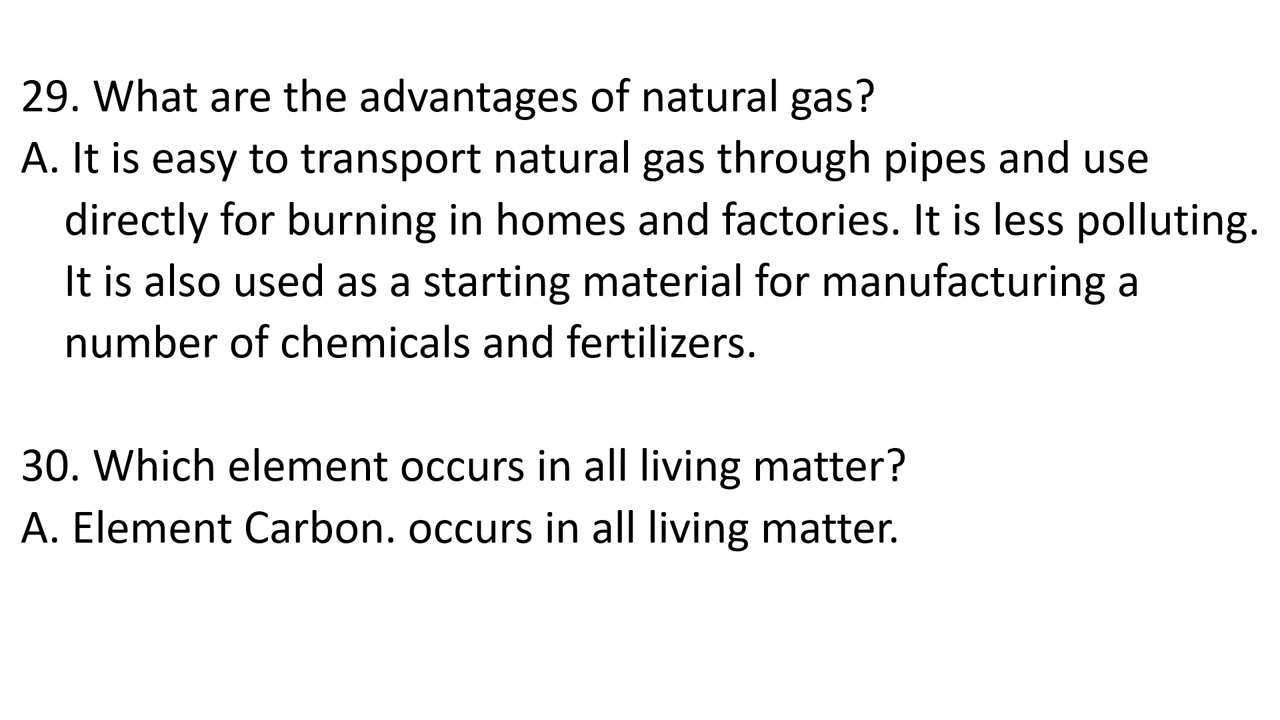 29. What are the advantages of natural gas?
A. It is easy to transport natural gas through pipes and use
directly for burning in homes and factories. It is less polluting.
It is also used as a starting material for manufacturing a
number of chemicals and fertilizers.
30. Which element occurs in all living matter?
A. Element Carbon. occurs in all living matter.